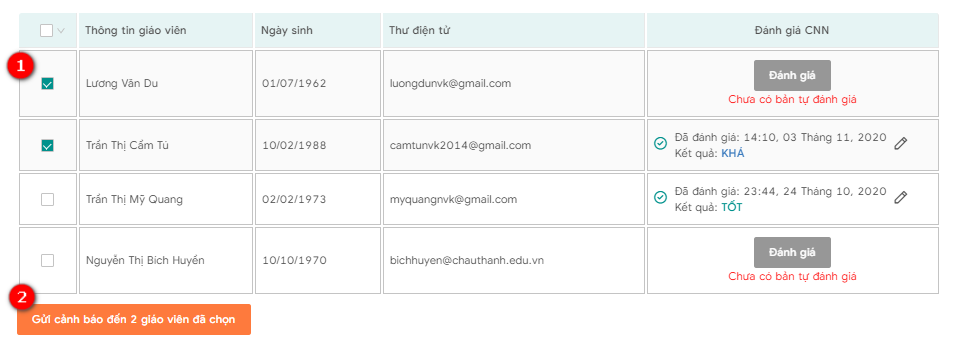 Thông tin giáo viên Ngày sinh Thư điện tử Đánh giá CNN
1
Lương Văn Du 01/07/1962 luongdunvk@gmail.com Đánh giá
Chưa có bản tự đánh giá
Trần Thị Cẩm Tú 10/02/1988 camtunvk2014@gmail.com Đã đánh giá: 14:10, 03 Tháng 11, 2020
Kết quả: KHÁ
Trần Thị Mỹ Quang 02/02/1973 myquangnvk@gmail.com Đã đánh giá: 23:44, 24 Tháng 10, 2020
Kết quả: TỐT
Nguyễn Thị Bích Huyền 10/10/1970 bichhuyen@chauthanh.edu.vn Đánh giá
Chưa có bản tự đánh giá
2
Gửi cảnh báo đến 2 giáo viên đã chọn